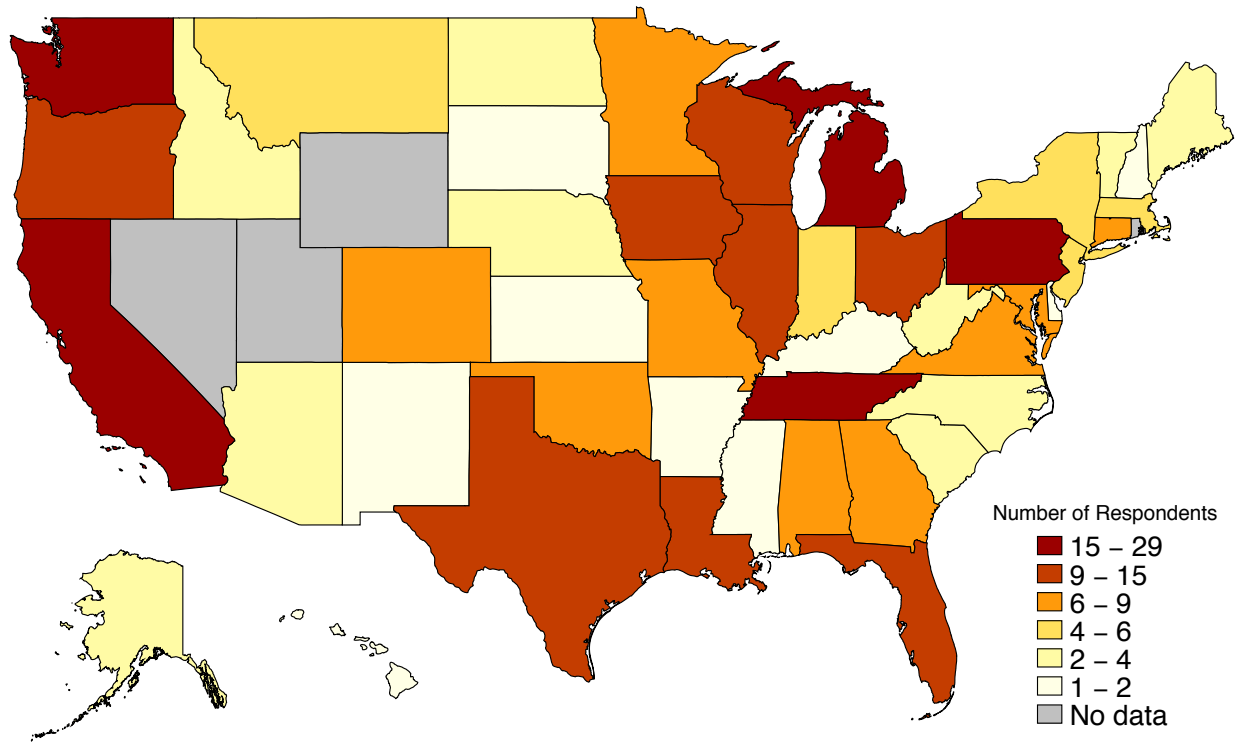 Number of Respondents
15 − 29
9 − 15
6 − 9
4 − 6
2 − 4
1 − 2
No data